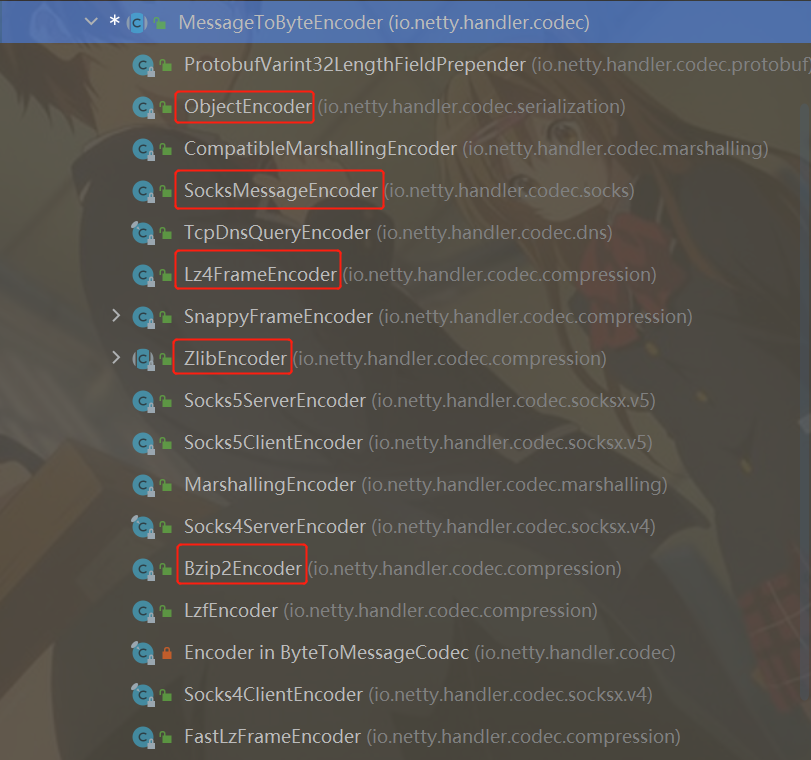 * MessageToByteEncoder (io.netty.handler.codec)
ProtobufVarint32LengthFieldPrepender (io.netty.handler.codec.protobuf)
ObjectEncoder (io.netty.handler.codec.serialization)
CompatibleMarshallingEncoder (io.netty.handler.codec.marshalling)
SocksMessageEncoder (io.netty.handler.codec.socks)
TcpDnsQueryEncoder (io.netty.handler.codec.dns)
Lz4FrameEncoder (io.netty.handler.codec.compression)
SnappyFrameEncoder (io.netty.handler.codec.compression)
ZlibEncoder (io.netty.handler.codec.compression)
Socks5ServerEncoder (io.netty.handler.codec.socksx.v5)
Socks5ClientEncoder (io.netty.handler.codec.socksx.v5)
MarshallingEncoder (io.netty.handler.codec.marshalling)
Socks4ServerEncoder (io.netty.handler.codec.socksx.v4)
Bzip2Encoder (io.netty.handler.codec.compression)
LzfEncoder (io.netty.handler.codec.compression)
Encoder in ByteToMessageCodec (io.netty.handler.codec)
Socks4ClientEncoder (io.netty.handler.codec.socksx.v4)
FastLzFrameEncoder (io.netty.handler.codec.compression)